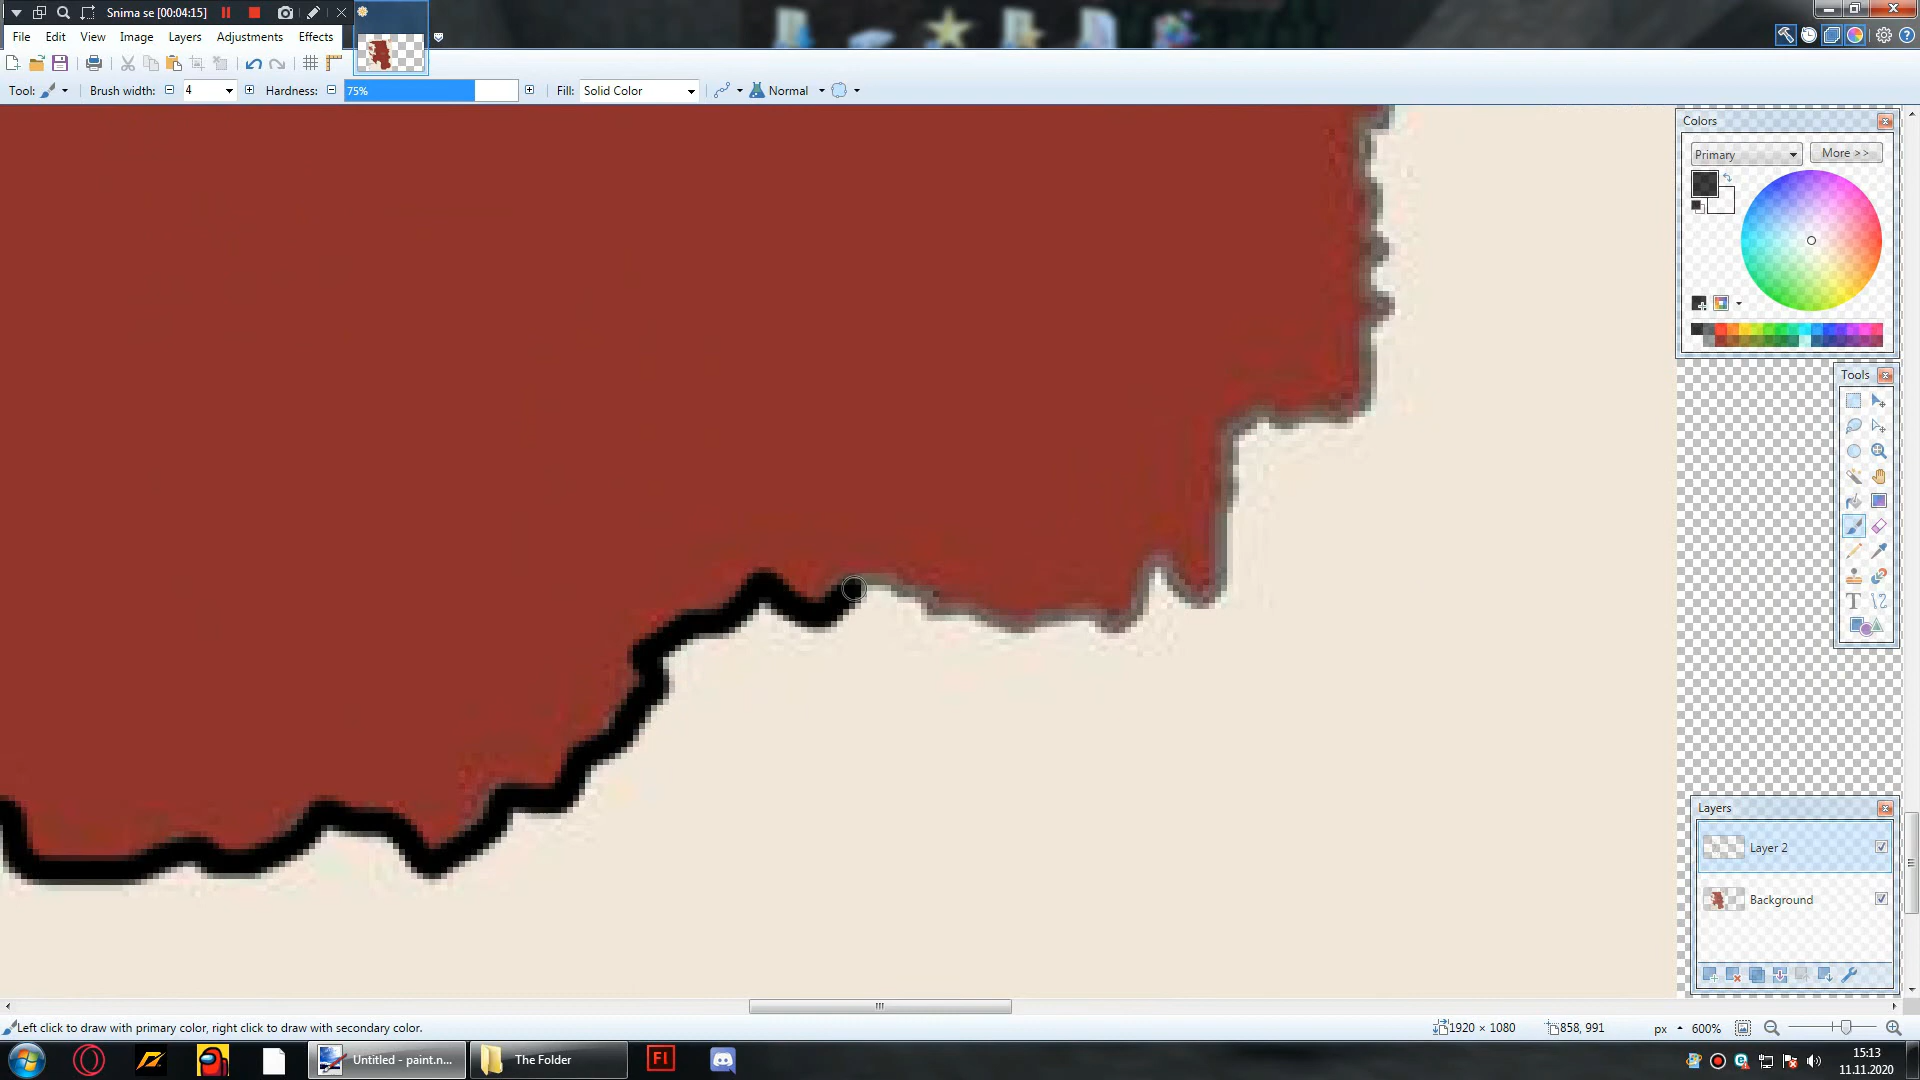 Snima se [00:04:15]
File Edit View Image Layers Adjustments Effects
Tool: Brush width: 4 Hardness: 75% Fill: Solid Color Normal
Colors
Primary More >>
Tools
T
Layers
Layer 2
Background
Left click to draw with primary color, right click to draw with secondary color. 1920 × 1080 858, 991 px 600%
Untitled - paint.n... The Folder Fl 15:13
11.11.2020